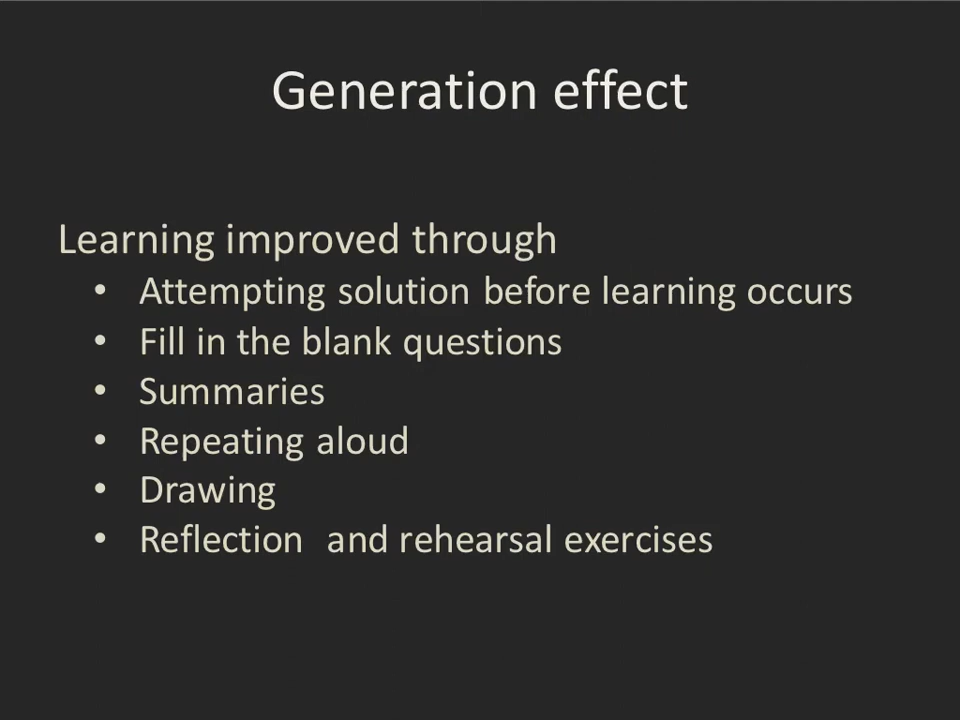 Generation effect
Learning improved through
• Attempting solution before learning occurs
• Fill in the blank questions
• Summaries
• Repeating aloud
• Drawing
• Reflection  and rehearsal exercises